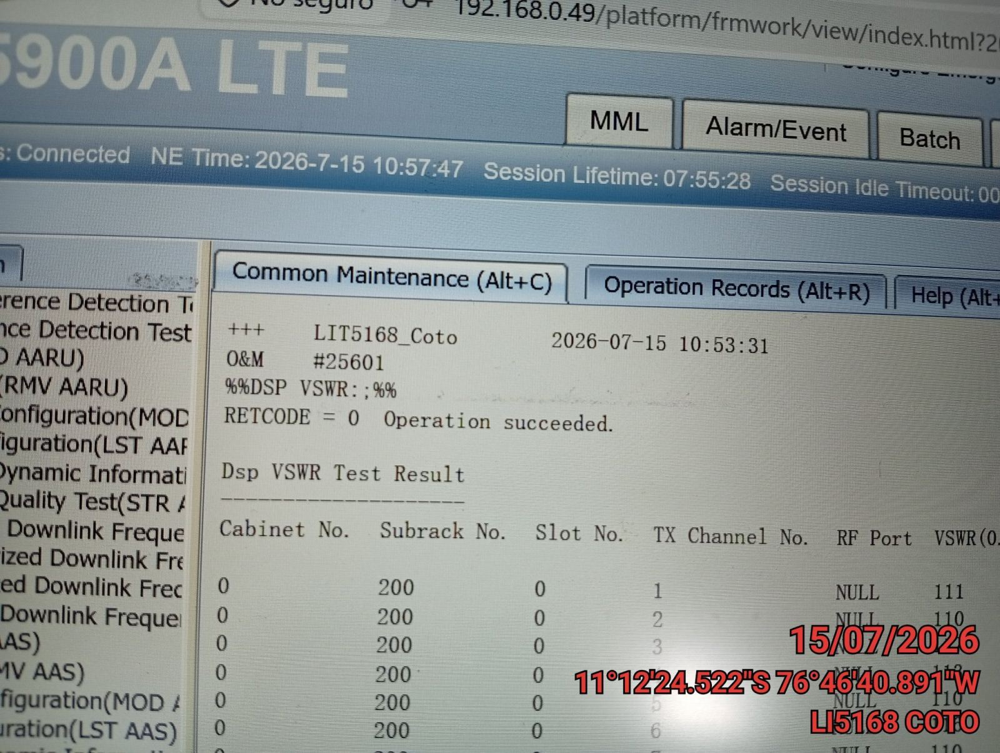 No seguro 192.168.0.49/platform/frmwork/view/index.html?2
5900A LTE
MML Alarm/Event Batch
s: Connected NE Time: 2026-7-15 10:57:47 Session Lifetime: 07:55:28 Session Idle Timeout: 00
Common Maintenance (Alt+C) Operation Records (Alt+R) Help (Alt+
erence Detection Te
nce Detection Test
D AARU)
(RMV AARU)
onfiguration(MOD
iguration(LST AAR
Dynamic Informati
Quality Test(STR A
Downlink Freque
ized Downlink Fre
ed Downlink Frec
Downlink Freque
AAS)
MV AAS)
figuration(MOD A
uration(LST AAS)
+++ LIT5168_Coto 2026-07-15 10:53:31
O&M #25601
%%DSP VSWR:;%%
RETCODE = 0 Operation succeeded.
Dsp VSWR Test Result
--------------------
Cabinet No. Subrack No. Slot No. TX Channel No. RF Port VSWR(0.
0 200 0 1 NULL 111
0 200 0 2 NULL 110
0 200 0 3
0 200 0
0 200 0 5 NULL 110
0 200 0 6
NULL 110
15/07/2026
11°12'24.522"S 76°46'40.891"W
LI5168 COTO